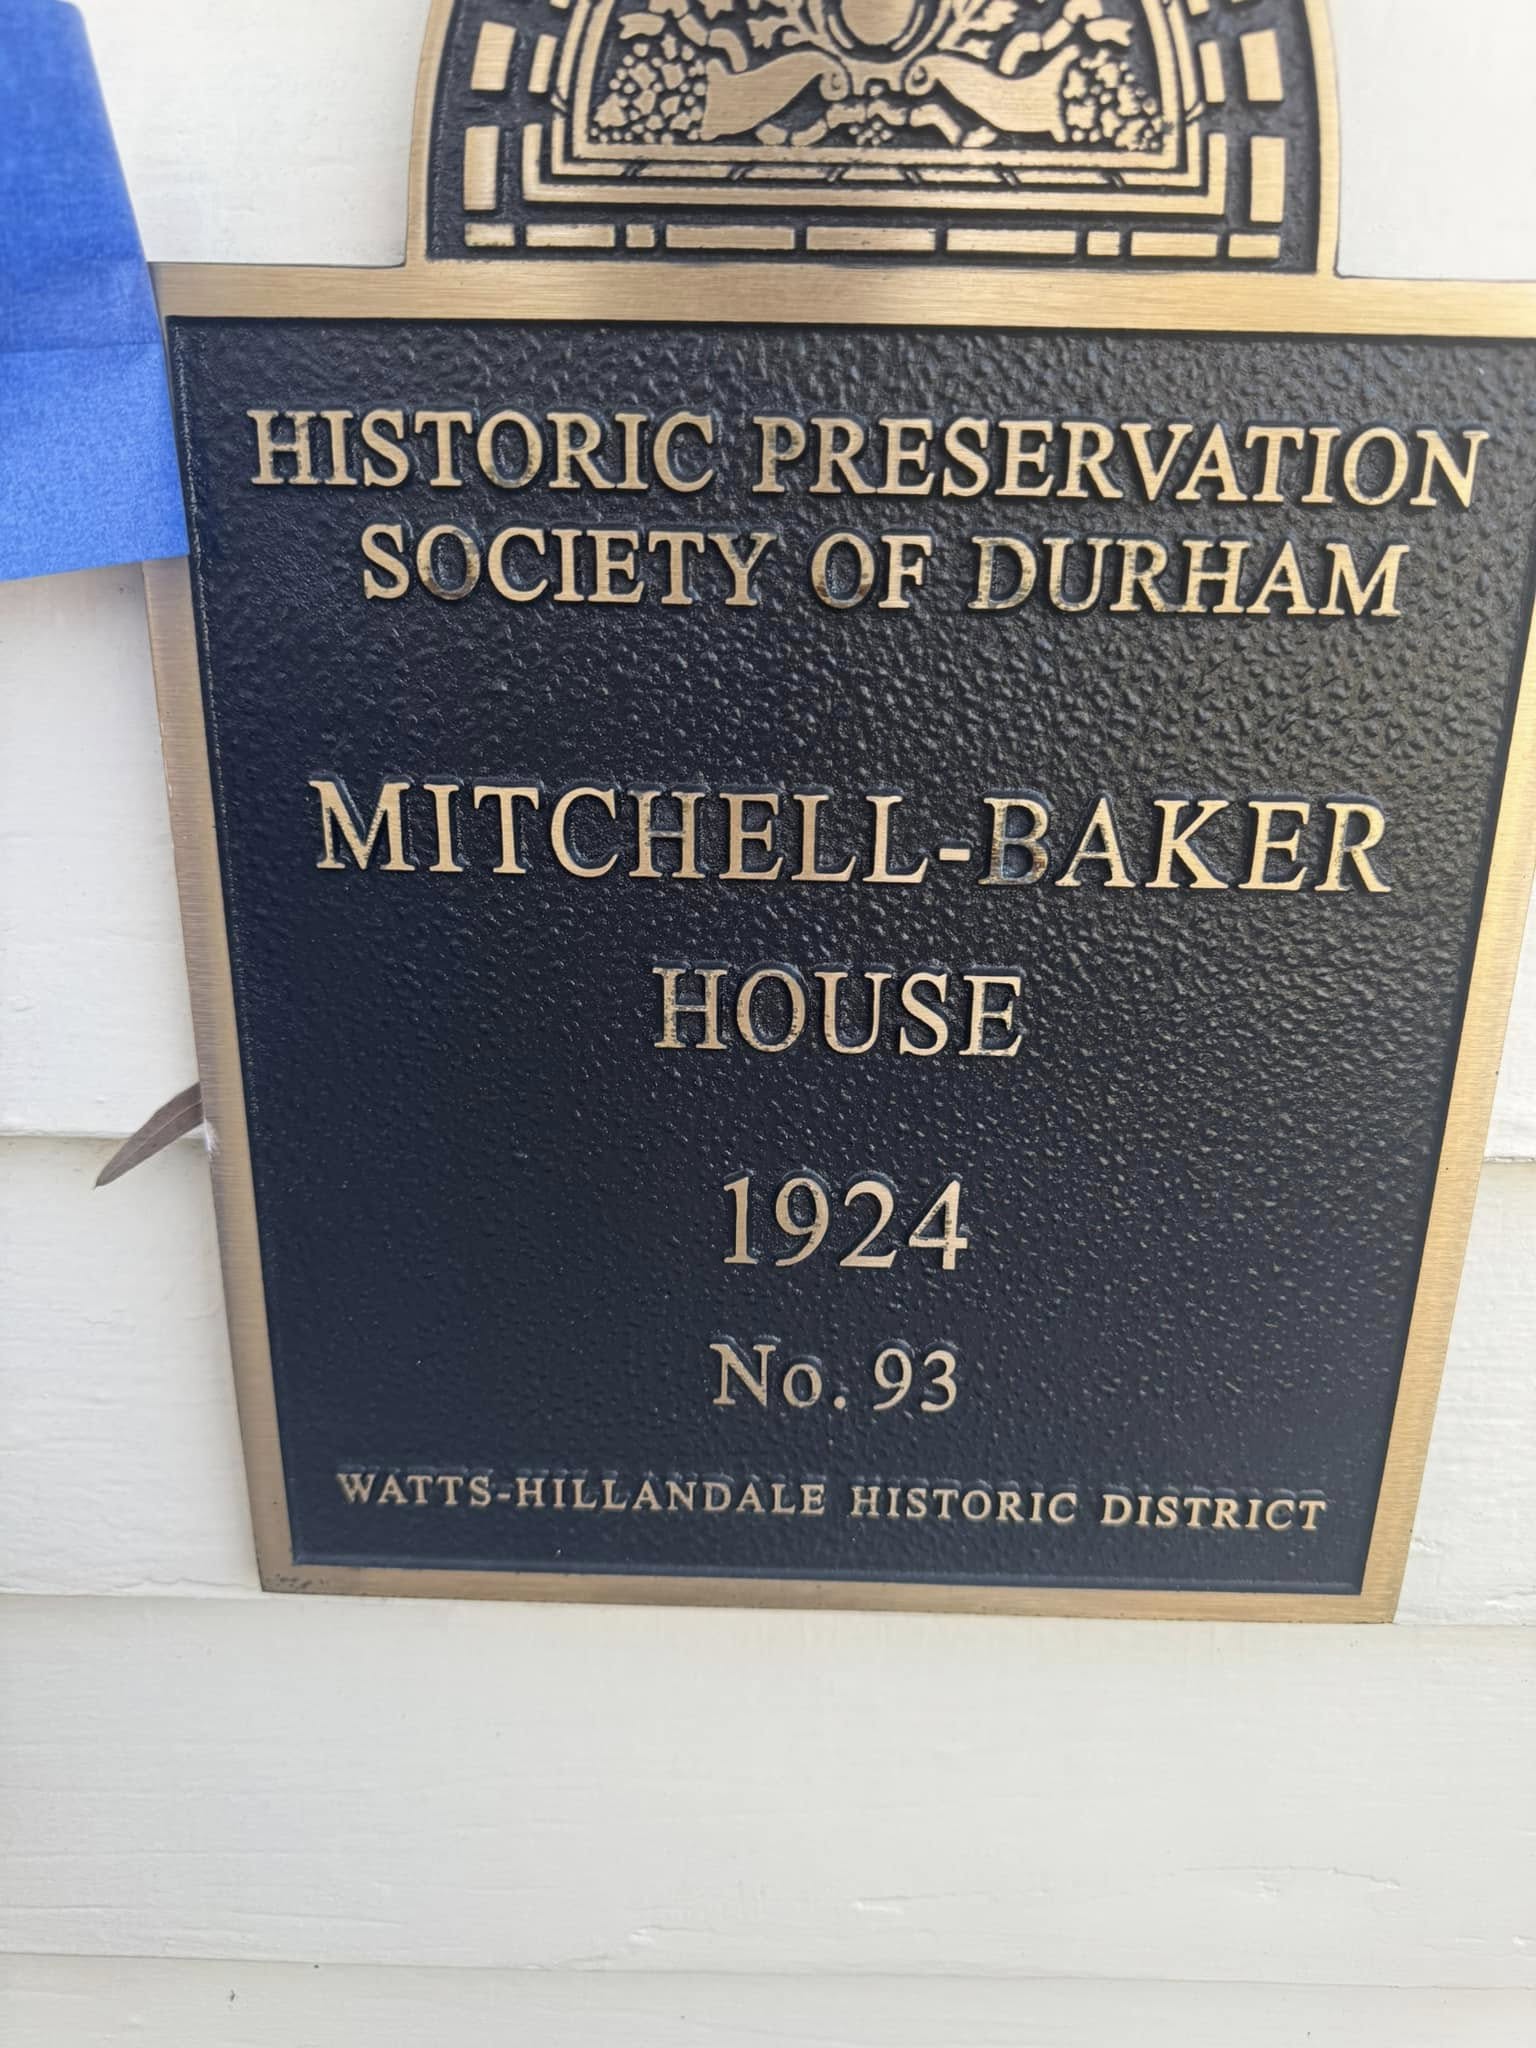 HISTORIC PRESERVATION
SOCIETY OF DURHAM
MITCHELL-BAKER
HOUSE
1924
No. 93
WATTS-HILLANDALE HISTORIC DISTRICT